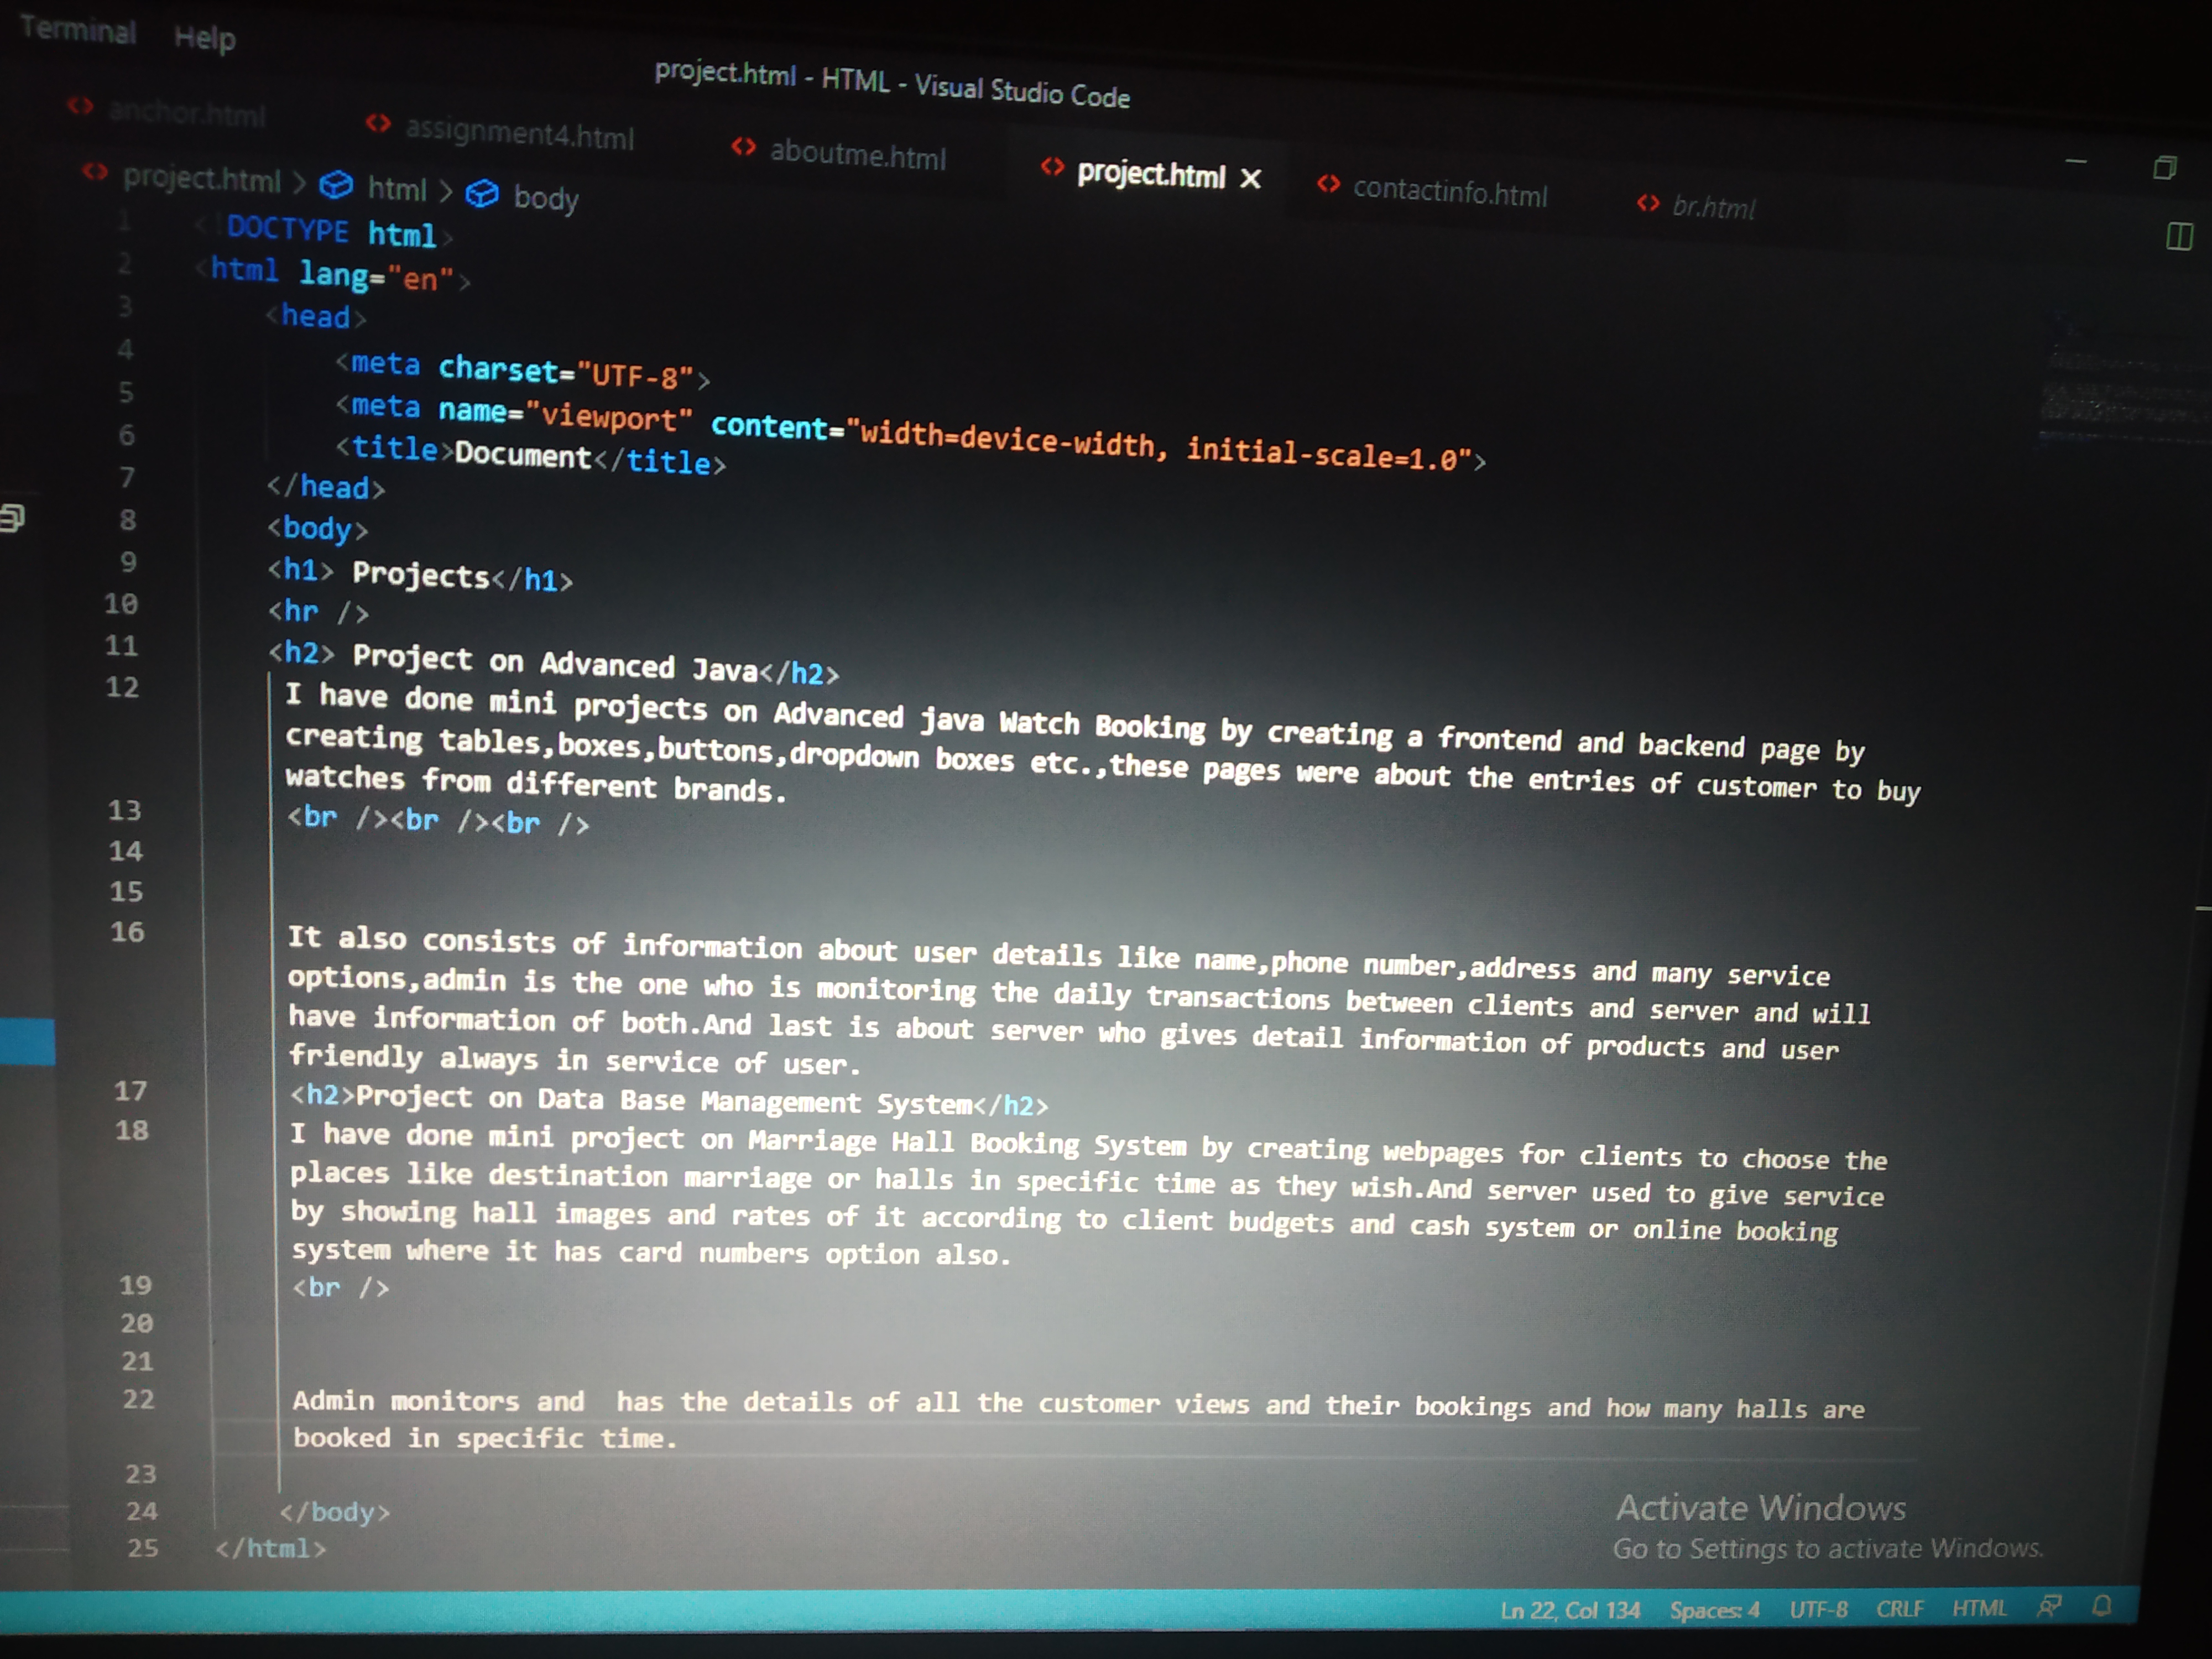 Terminal Help
project.html - HTML - Visual Studio Code
anchor.html assignment4.html aboutme.html project.html contactinfo.html br.html
project.html > html > body
1 <!DOCTYPE html>
2 <html lang="en">
3 <head>
4 <meta charset="UTF-8">
5 <meta name="viewport" content="width=device-width, initial-scale=1.0">
6 <title>Document</title>
7 </head>
8 <body>
9 <h1> Projects</h1>
10 <hr />
11 <h2> Project on Advanced Java</h2>
12 I have done mini projects on Advanced java Watch Booking by creating a frontend and backend page by
creating tables,boxes,buttons,dropdown boxes etc.,these pages were about the entries of customer to buy
watches from different brands.
13 <br /><br /><br />
14
15
16 It also consists of information about user details like name,phone number,address and many service
options,admin is the one who is monitoring the daily transactions between clients and server and will
have information of both.And last is about server who gives detail information of products and user
friendly always in service of user.
17 <h2>Project on Data Base Management System</h2>
18 I have done mini project on Marriage Hall Booking System by creating webpages for clients to choose the
places like destination marriage or halls in specific time as they wish.And server used to give service
by showing hall images and rates of it according to client budgets and cash system or online booking
system where it has card numbers option also.
19 <br />
20
21
22 Admin monitors and  has the details of all the customer views and their bookings and how many halls are
booked in specific time.
23
24 </body>
25 </html>
Activate Windows
Go to Settings to activate Windows.
Ln 22, Col 134 Spaces: 4 UTF-8 CRLF HTML